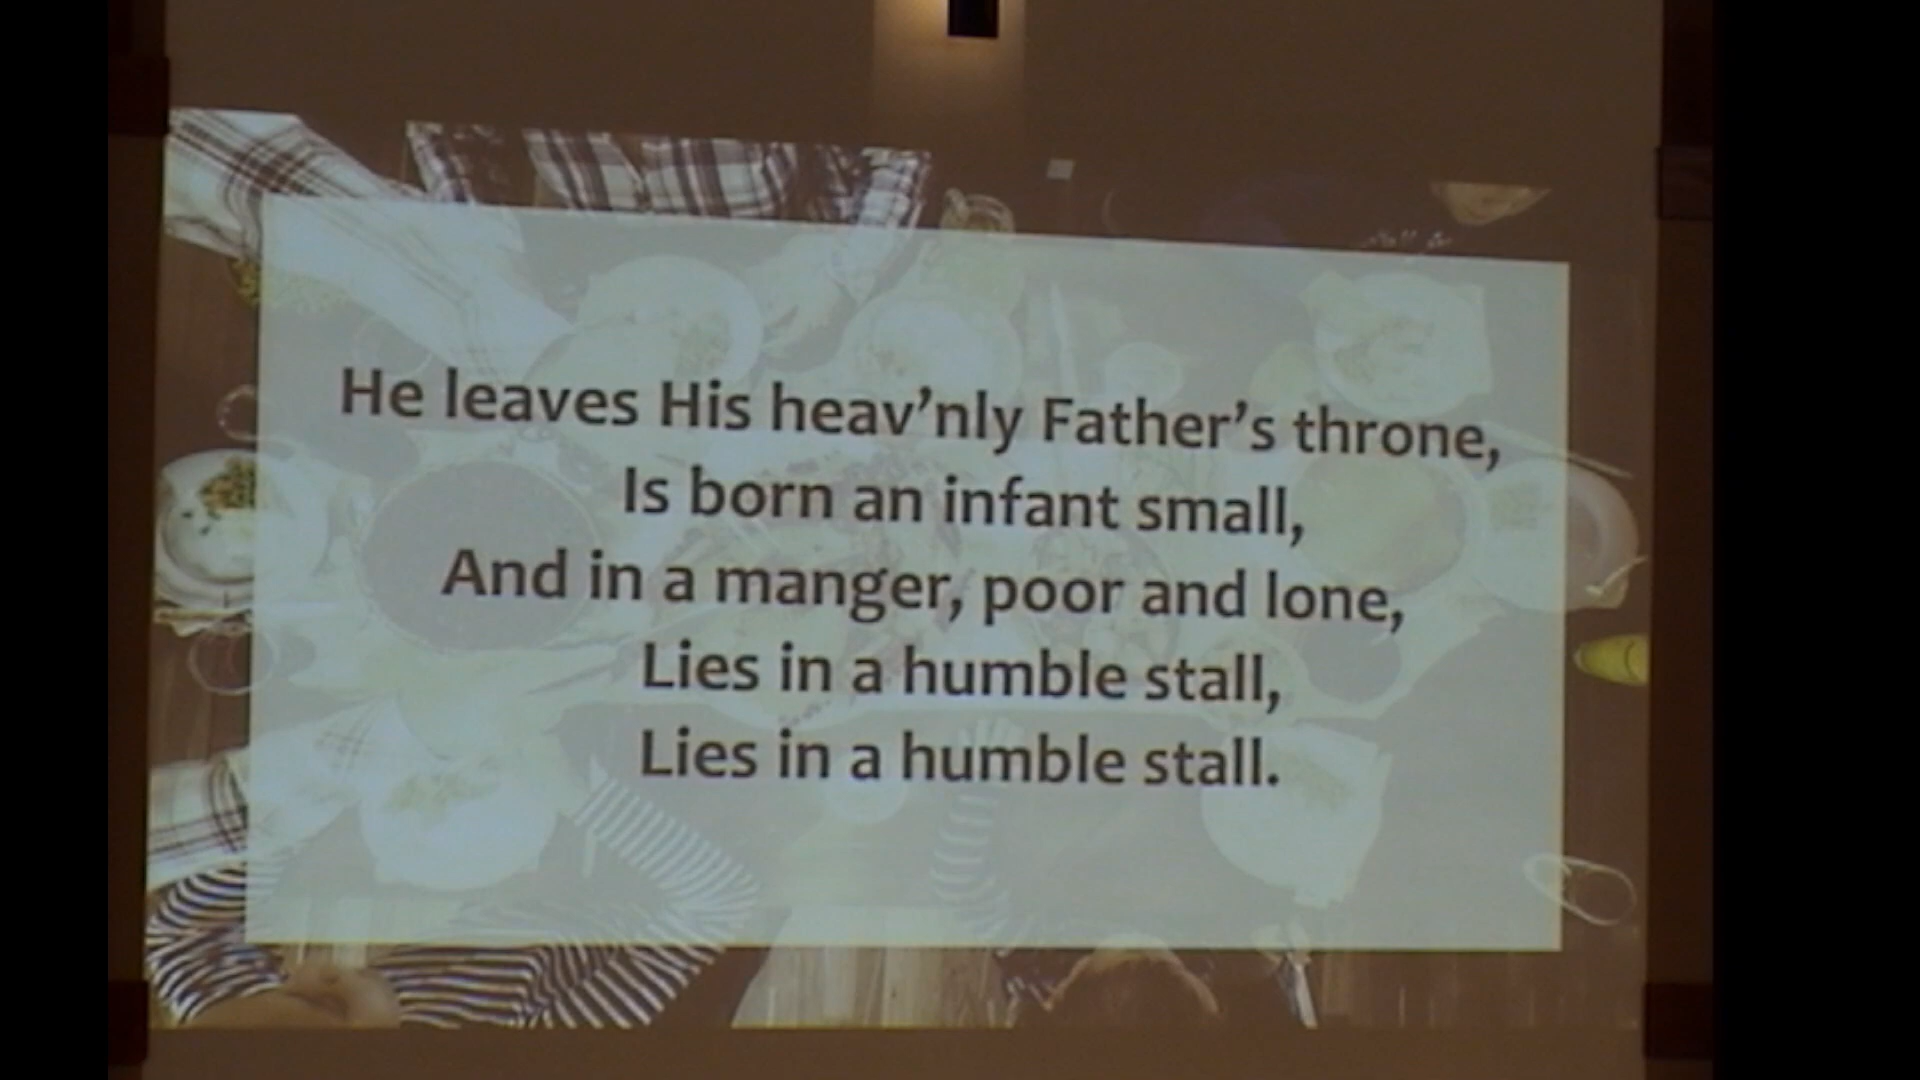 He leaves His heav’nly Father’s throne,
Is born an infant small,
And in a manger, poor and lone,
Lies in a humble stall,
Lies in a humble stall.